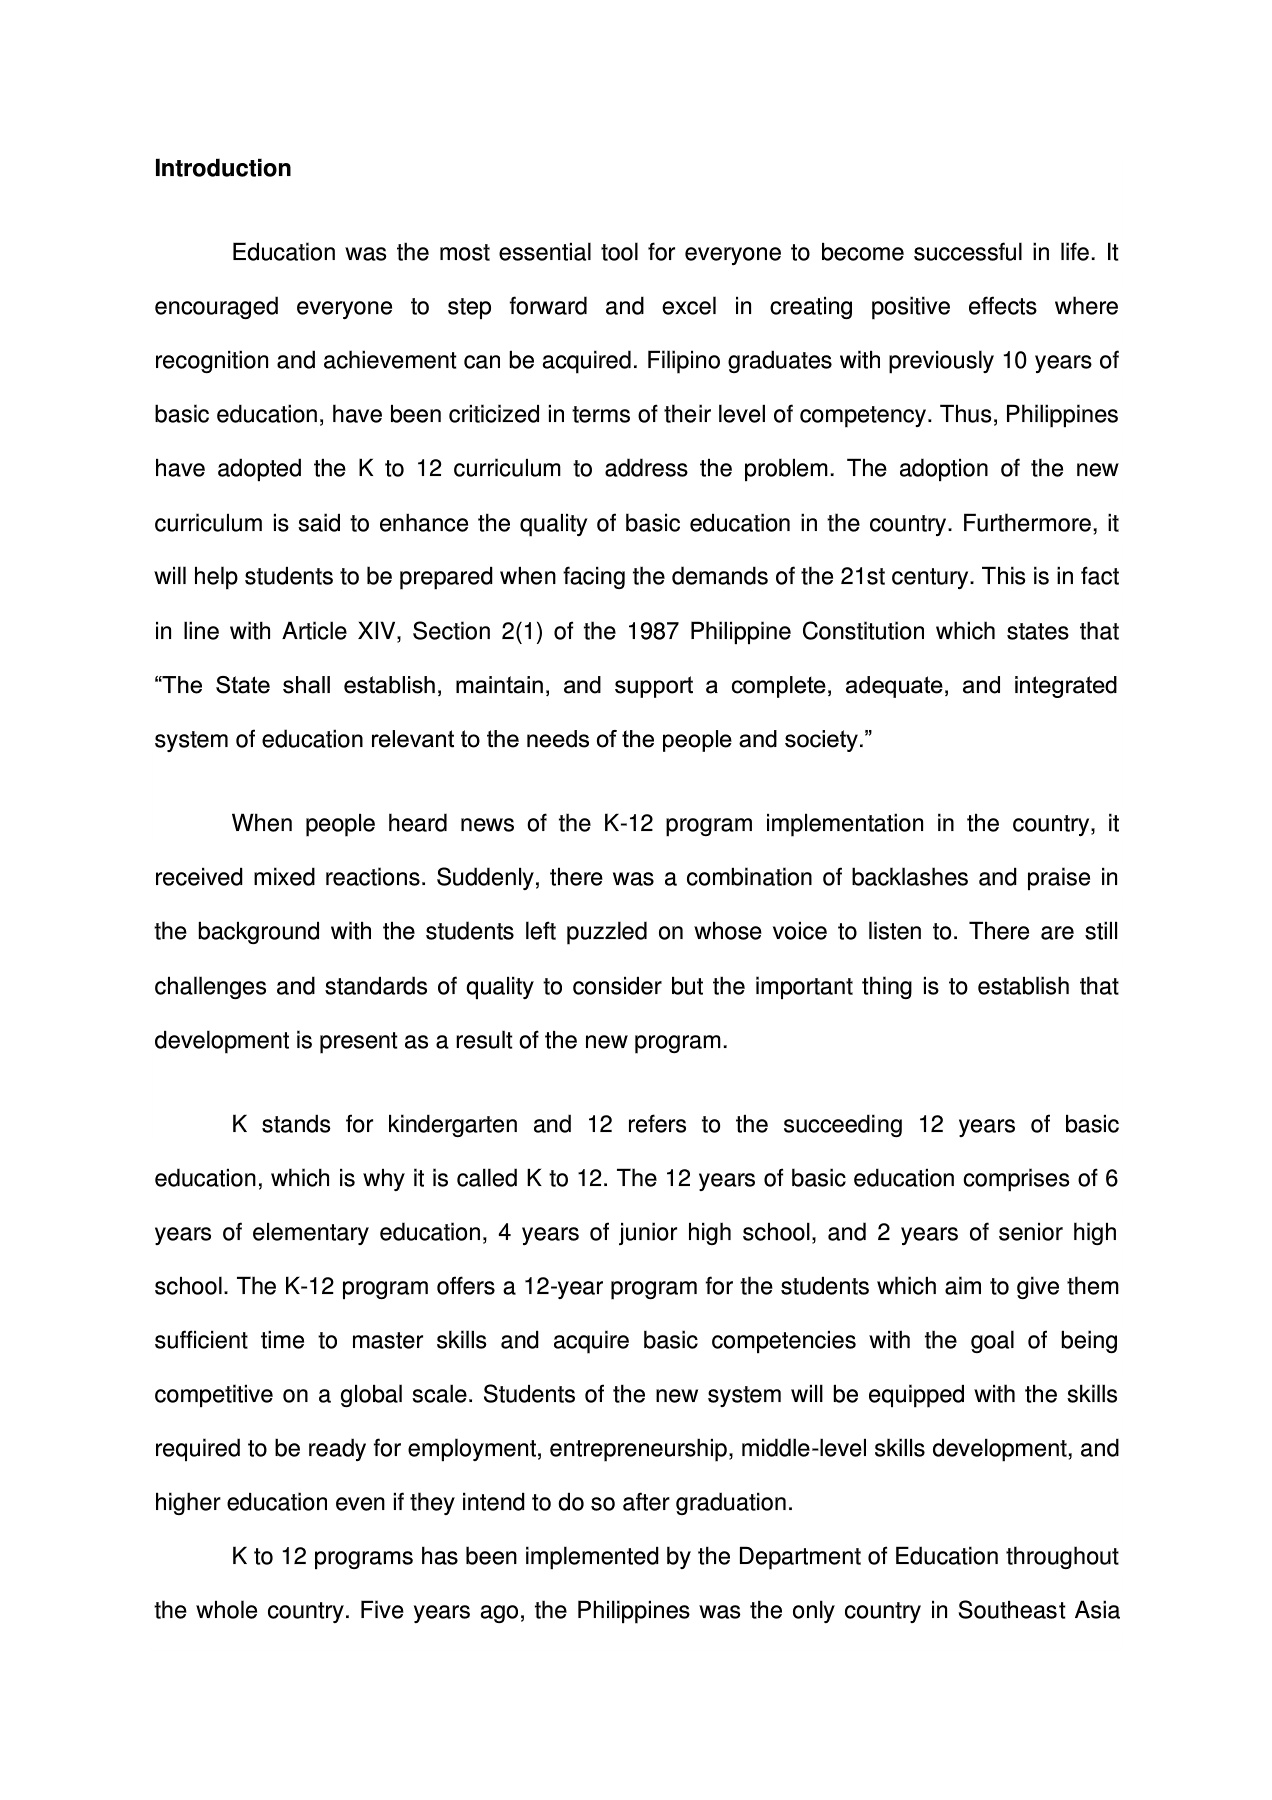 Introduction
Education was the most essential tool for everyone to become successful in life. It
encouraged everyone to step forward and excel in creating positive effects where
recognition and achievement can be acquired. Filipino graduates with previously 10 years of
basic education, have been criticized in terms of their level of competency. Thus, Philippines
have adopted the K to 12 curriculum to address the problem. The adoption of the new
curriculum is said to enhance the quality of basic education in the country. Furthermore, it
will help students to be prepared when facing the demands of the 21st century. This is in fact
in line with Article XIV, Section 2(1) of the 1987 Philippine Constitution which states that
“The State shall establish, maintain, and support a complete, adequate, and integrated
system of education relevant to the needs of the people and society.”
When people heard news of the K-12 program implementation in the country, it
received mixed reactions. Suddenly, there was a combination of backlashes and praise in
the background with the students left puzzled on whose voice to listen to. There are still
challenges and standards of quality to consider but the important thing is to establish that
development is present as a result of the new program.
K stands for kindergarten and 12 refers to the succeeding 12 years of basic
education, which is why it is called K to 12. The 12 years of basic education comprises of 6
years of elementary education, 4 years of junior high school, and 2 years of senior high
school. The K-12 program offers a 12-year program for the students which aim to give them
sufficient time to master skills and acquire basic competencies with the goal of being
competitive on a global scale. Students of the new system will be equipped with the skills
required to be ready for employment, entrepreneurship, middle-level skills development, and
higher education even if they intend to do so after graduation.
K to 12 programs has been implemented by the Department of Education throughout
the whole country. Five years ago, the Philippines was the only country in Southeast Asia